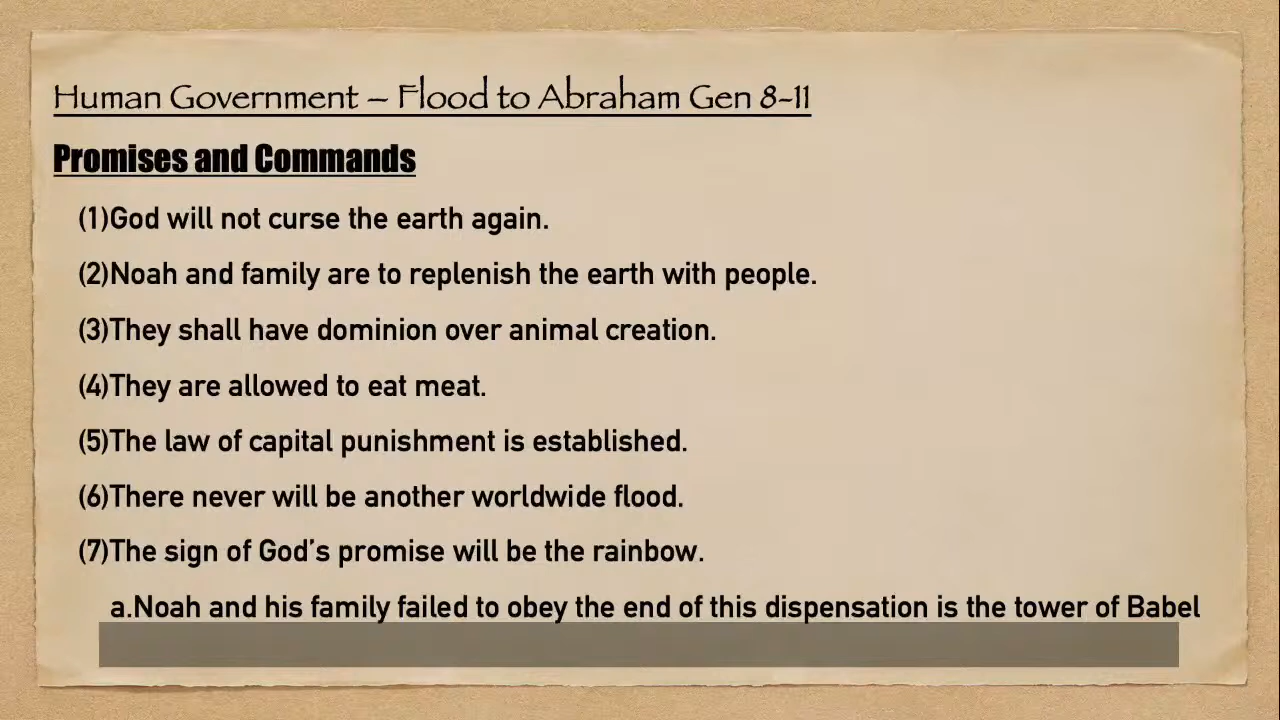 Human Government – Flood to Abraham Gen 8-11
Promises and Commands
(1)God will not curse the earth again.
(2)Noah and family are to replenish the earth with people.
(3)They shall have dominion over animal creation.
(4)They are allowed to eat meat.
(5)The law of capital punishment is established.
(6)There never will be another worldwide flood.
(7)The sign of God’s promise will be the rainbow.
a.Noah and his family failed to obey the end of this dispensation is the tower of Babel